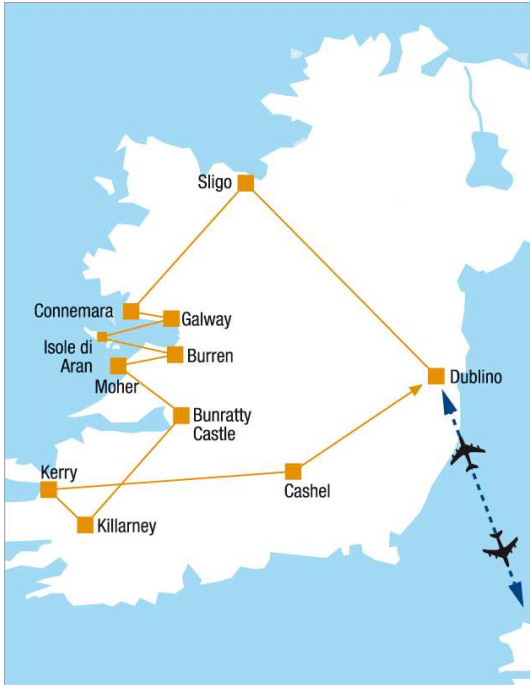 Sligo
Connemara
Galway
Isole di
Aran
Burren
Moher
Dublino
Bunratty
Castle
Kerry
Cashel
Killarney